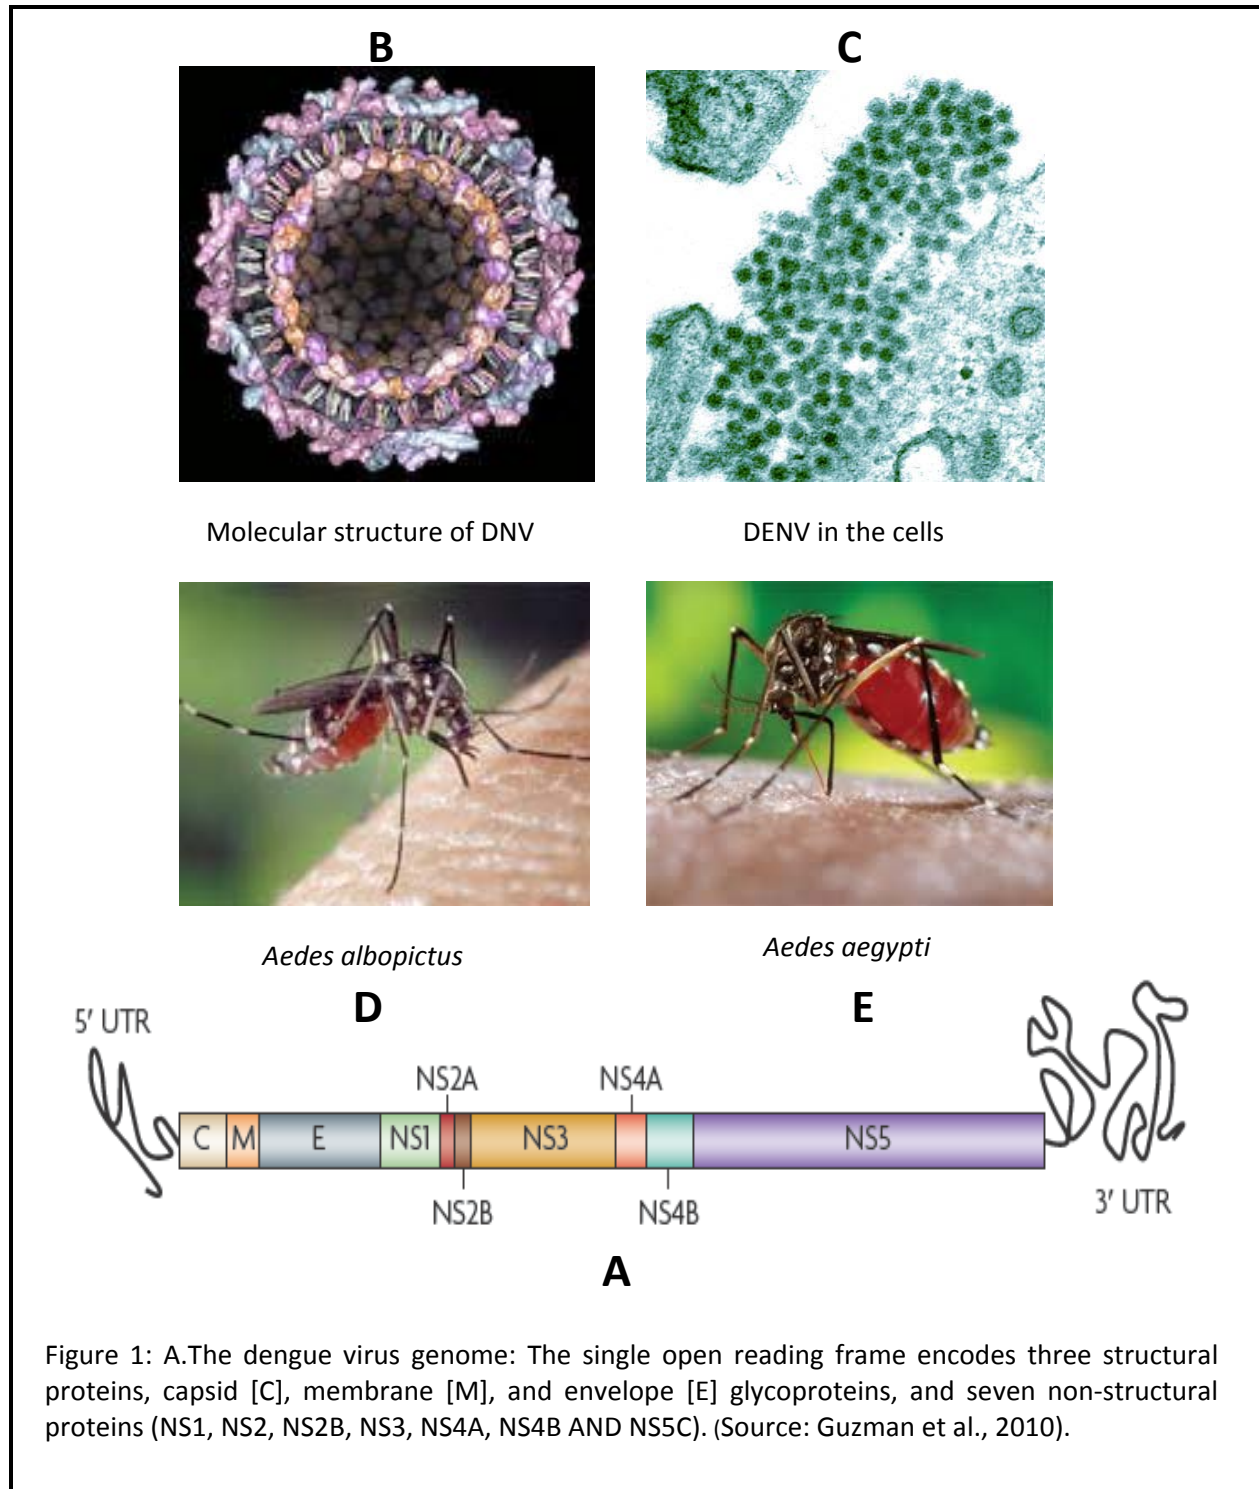 B
C
Molecular structure of DNV
DENV in the cells
Aedes albopictus
Aedes aegypti
D
E
5′ UTR
NS2A
NS4A
C
M
E
NS1
NS3
NS5
NS2B
NS4B
3′ UTR
A
Figure 1: A.The dengue virus genome: The single open reading frame encodes three structural
proteins, capsid [C], membrane [M], and envelope [E] glycoproteins, and seven non-structural
proteins (NS1, NS2, NS2B, NS3, NS4A, NS4B AND NS5C). (Source: Guzman et al., 2010).